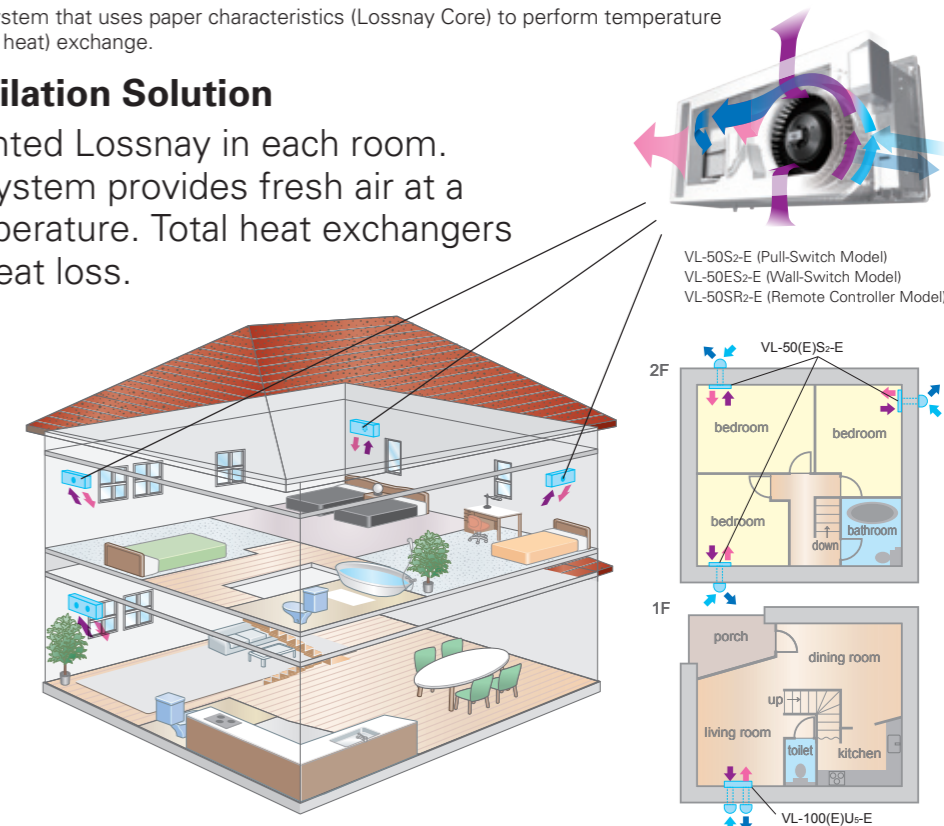 ystem that uses paper characteristics (Lossnay Core) to perform temperature
heat) exchange.
ilation Solution
nted Lossnay in each room.
ystem provides fresh air at a
perature. Total heat exchangers
eat loss.
VL-50S2-E (Pull-Switch Model)
VL-50ES2-E (Wall-Switch Model)
VL-50SR2-E (Remote Controller Model)
VL-50(E)S2-E
2F
bedroom
bedroom
bedroom
bathroom
down
1F
porch
dining room
up
living room
toilet
kitchen
VL-100(E)U5-E